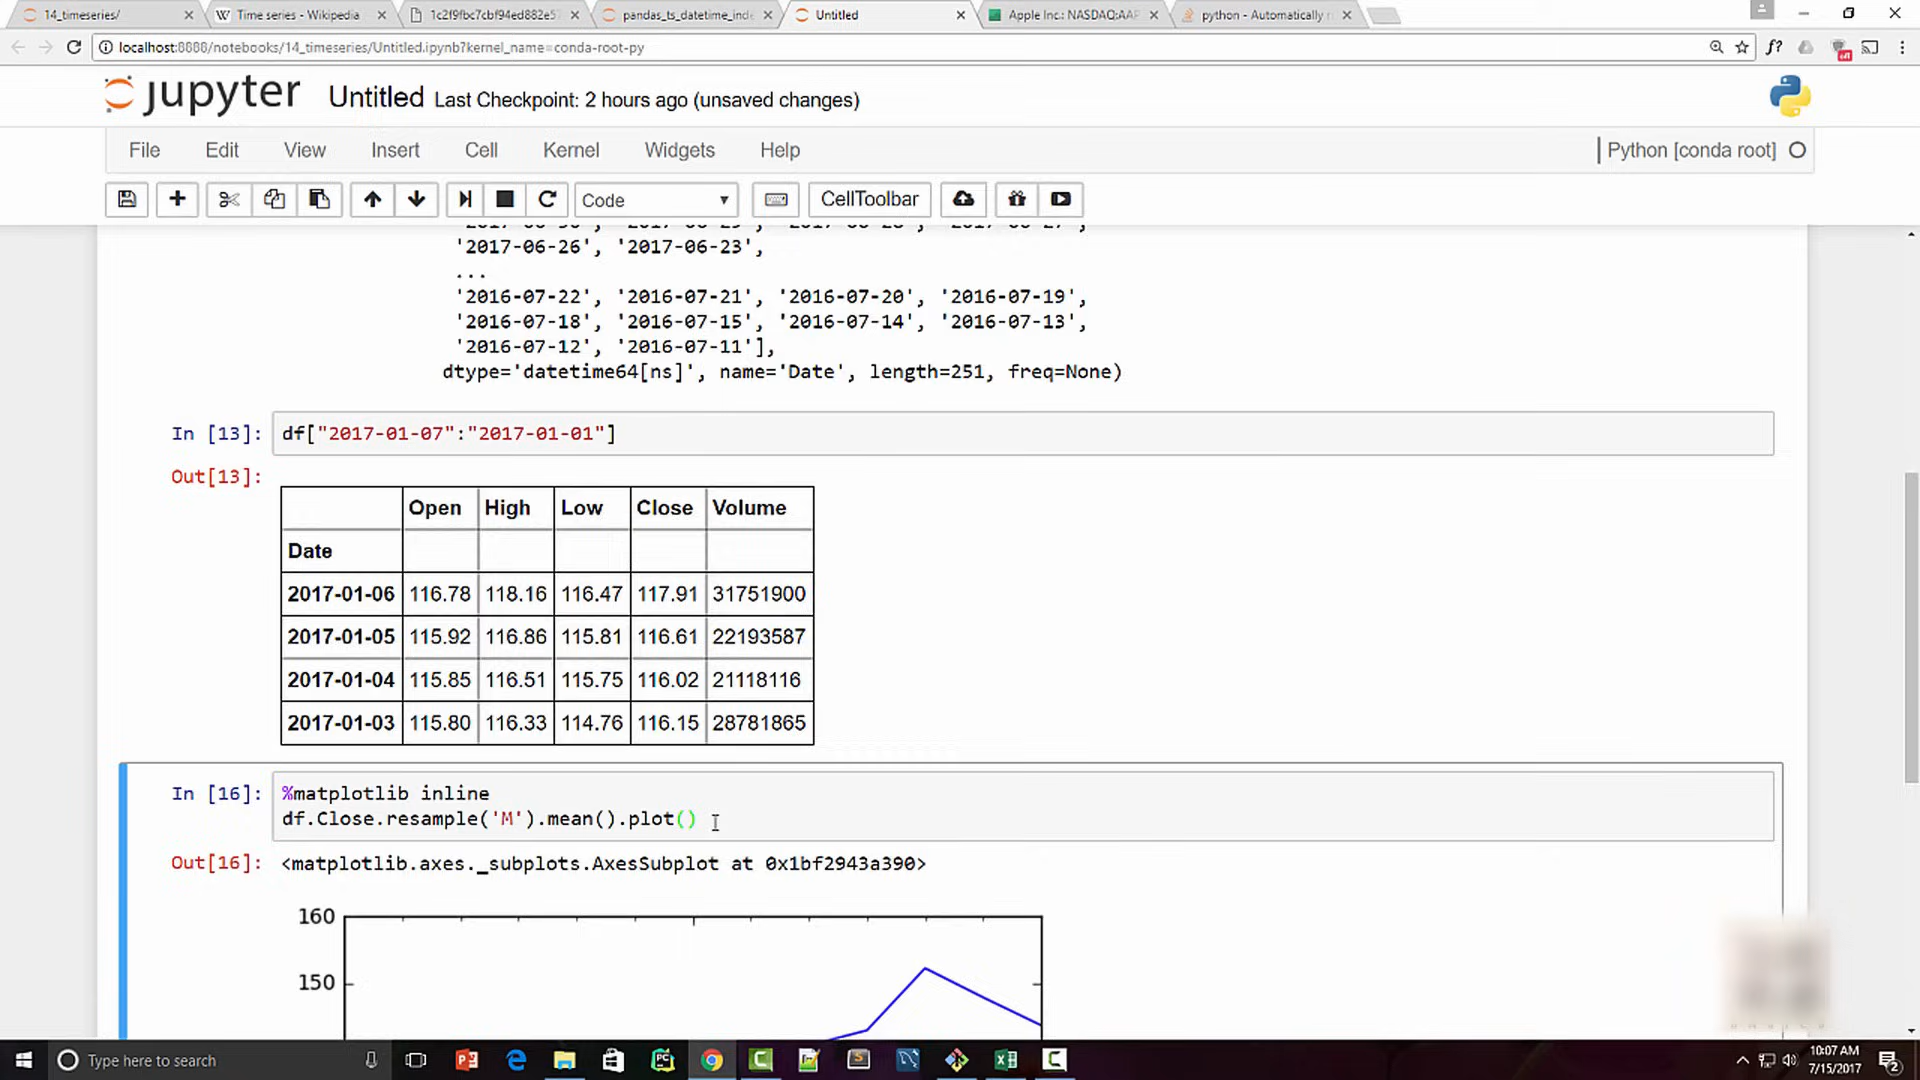 14_timeseries/
Time series - Wikipedia
1c2f9fbc7cbf94ed882e5
pandas_ts_datetime_inde
Untitled
Apple Inc.: NASDAQ:AAP
python - Automatically r
localhost:8888/notebooks/14_timeseries/Untitled.ipynb?kernel_name=conda-root-py
jupyter Untitled Last Checkpoint: 2 hours ago (unsaved changes)
File Edit View Insert Cell Kernel Widgets Help Python [conda root]
Code CellToolbar
'2017-06-26', '2017-06-23',
...
'2016-07-22', '2016-07-21', '2016-07-20', '2016-07-19',
'2016-07-18', '2016-07-15', '2016-07-14', '2016-07-13',
'2016-07-12', '2016-07-11'],
dtype='datetime64[ns]', name='Date', length=251, freq=None)
In [13]: df["2017-01-07":"2017-01-01"]
Out[13]:
Open High Low Close Volume
Date
2017-01-06 116.78 118.16 116.47 117.91 31751900
2017-01-05 115.92 116.86 115.81 116.61 22193587
2017-01-04 115.85 116.51 115.75 116.02 21118116
2017-01-03 115.80 116.33 114.76 116.15 28781865
In [16]: %matplotlib inline
df.Close.resample('M').mean().plot()
Out[16]: <matplotlib.axes._subplots.AxesSubplot at 0x1bf2943a390>
160
150
Type here to search
10:07 AM
7/15/2017